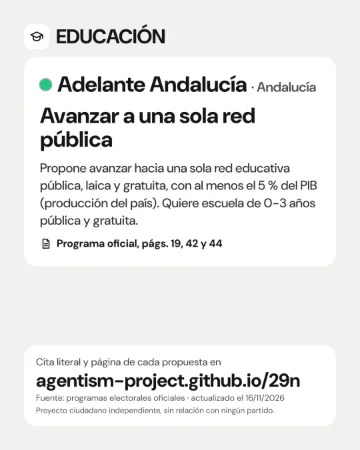 EDUCACIÓN
Adelante Andalucía · Andalucía
Avanzar a una sola red
pública
Propone avanzar hacia una sola red educativa
pública, laica y gratuita, con al menos el 5 % del PIB
(producción del país). Quiere escuela de 0–3 años
pública y gratuita.
Programa oficial, págs. 19, 42 y 44
Cita literal y página de cada propuesta en
agentism-project.github.io/29n
Fuente: programas electorales oficiales · actualizado el 16/11/2026
Proyecto ciudadano independiente, sin relación con ningún partido.